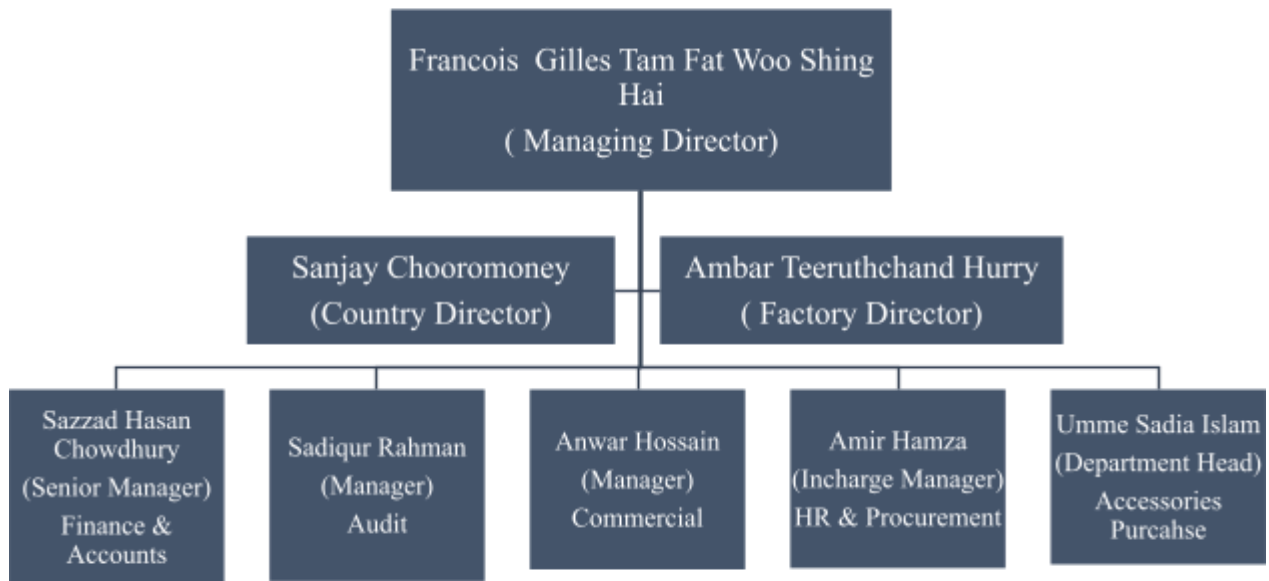 Francois  Gilles Tam Fat Woo Shing
Hai
( Managing Director)
Sanjay Chooromoney
(Country Director)
Ambar Teeruthchand Hurry
( Factory Director)
Sazzad Hasan
Chowdhury
(Senior Manager)
Finance &
Accounts
Sadiqur Rahman
(Manager)
Audit
Anwar Hossain
(Manager)
Commercial
Amir Hamza
(Incharge Manager)
HR & Procurement
Umme Sadia Islam
(Department Head)
Accessories
Purcahse